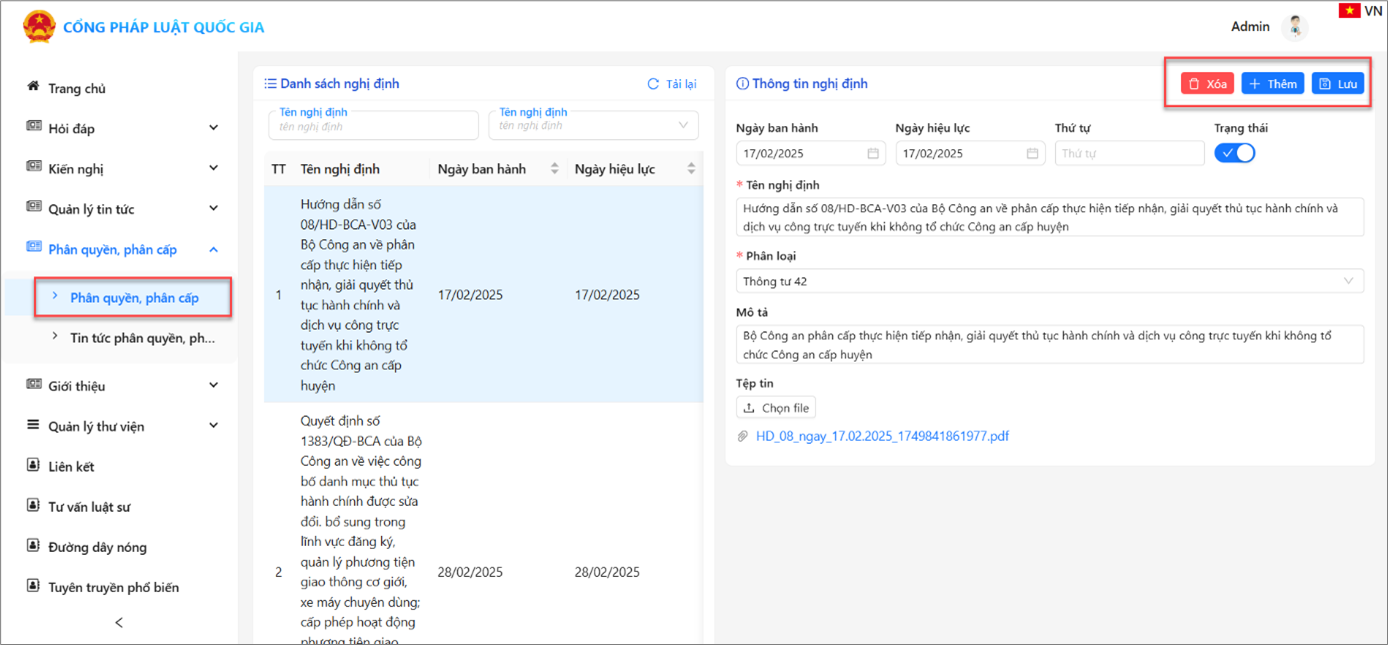 VN
CỔNG PHÁP LUẬT QUỐC GIA
Admin
Trang chủ
Hỏi đáp
Kiến nghị
Quản lý tin tức
Phân quyền, phân cấp
Phân quyền, phân cấp
Tin tức phân quyền, ph...
Giới thiệu
Quản lý thư viện
Liên kết
Tư vấn luật sư
Đường dây nóng
Tuyên truyền phổ biến
Danh sách nghị định
Tải lại
Tên nghị định
tên nghị định
Tên nghị định
tên nghị định
TT Tên nghị định Ngày ban hành Ngày hiệu lực
Hướng dẫn số
08/HD-BCA-V03 của
Bộ Công an về phân
cấp thực hiện tiếp
nhận, giải quyết thủ
1 tục hành chính và 17/02/2025 17/02/2025
dịch vụ công trực
tuyến khi không tổ
chức Công an cấp
huyện
Quyết định số
1383/QĐ-BCA của Bộ
Công an về việc công
bố danh mục thủ tục
hành chính được sửa
đổi. bổ sung trong
lĩnh vực đăng ký,
quản lý phương tiện
2 giao thông cơ giới, 28/02/2025 28/02/2025
xe máy chuyên dùng;
cấp phép hoạt động
phương tiện giao
Thông tin nghị định
Xóa
Thêm
Lưu
Ngày ban hành Ngày hiệu lực Thứ tự Trạng thái
17/02/2025 17/02/2025 Thứ tự
* Tên nghị định
Hướng dẫn số 08/HD-BCA-V03 của Bộ Công an về phân cấp thực hiện tiếp nhận, giải quyết thủ tục hành chính và
dịch vụ công trực tuyến khi không tổ chức Công an cấp huyện
* Phân loại
Thông tư 42
Mô tả
Bộ Công an phân cấp thực hiện tiếp nhận, giải quyết thủ tục hành chính và dịch vụ công trực tuyến khi không tổ
chức Công an cấp huyện
Tệp tin
Chọn file
HD_08_ngay_17.02.2025_1749841861977.pdf